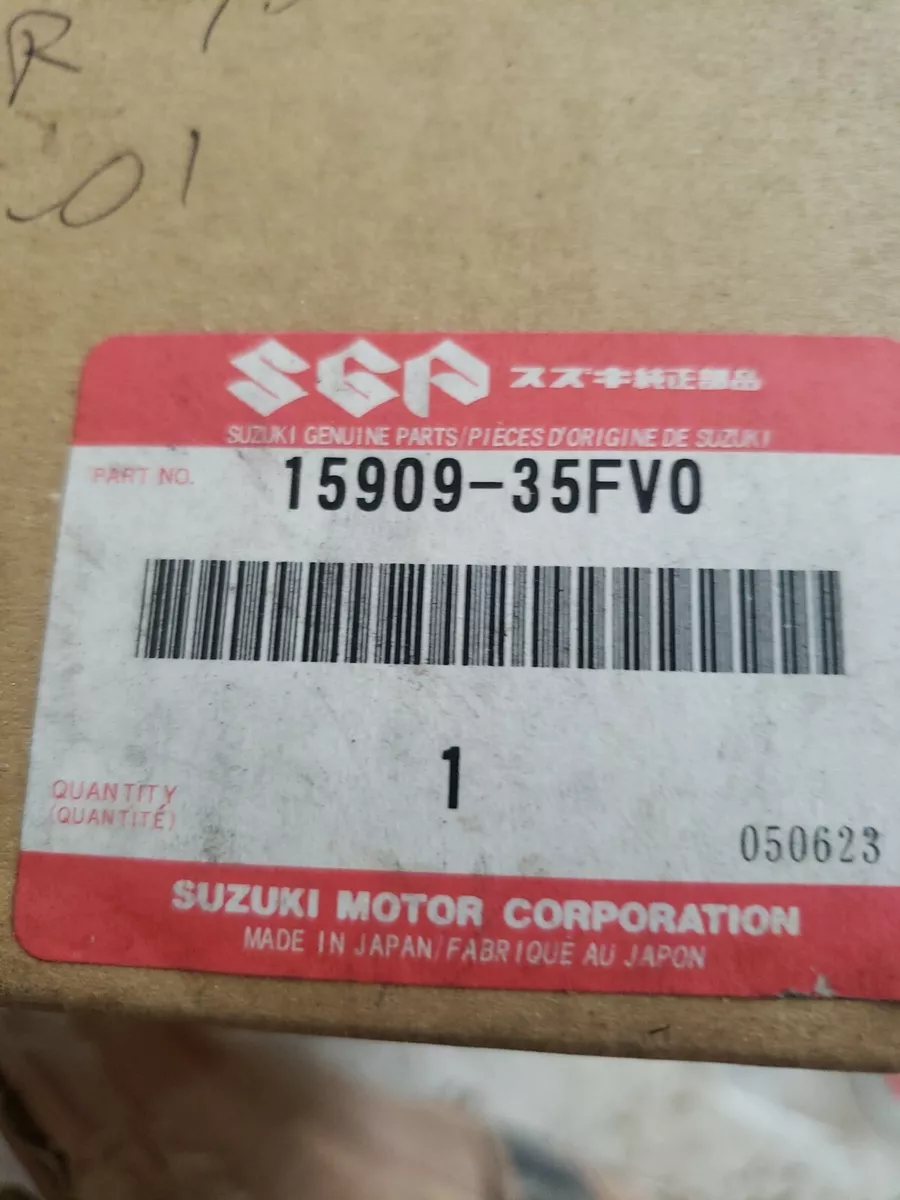 R
01
SGP スズキ純正部品
SUZUKI GENUINE PARTS/PIÈCES D'ORIGINE DE SUZUKI
PART NO. 15909-35FV0
1
QUANTITY
(QUANTITÉ)
050623
SUZUKI MOTOR CORPORATION
MADE IN JAPAN/FABRIQUÉ AU JAPON